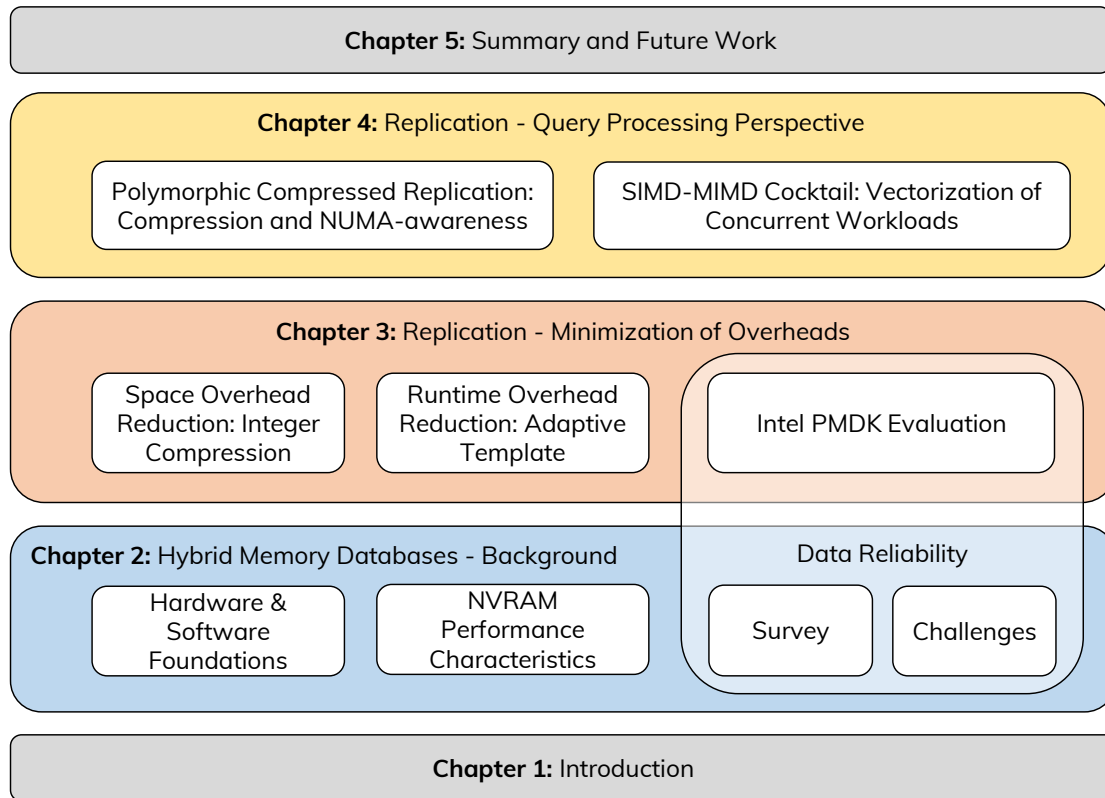 Chapter 5: Summary and Future Work
Chapter 4: Replication - Query Processing Perspective
Polymorphic Compressed Replication:
Compression and NUMA-awareness
SIMD-MIMD Cocktail: Vectorization of
Concurrent Workloads
Chapter 3: Replication - Minimization of Overheads
Space Overhead
Reduction: Integer
Compression
Runtime Overhead
Reduction: Adaptive
Template
Intel PMDK Evaluation
Chapter 2: Hybrid Memory Databases - Background
Data Reliability
Hardware &
Software
Foundations
NVRAM
Performance
Characteristics
Survey
Challenges
Chapter 1: Introduction